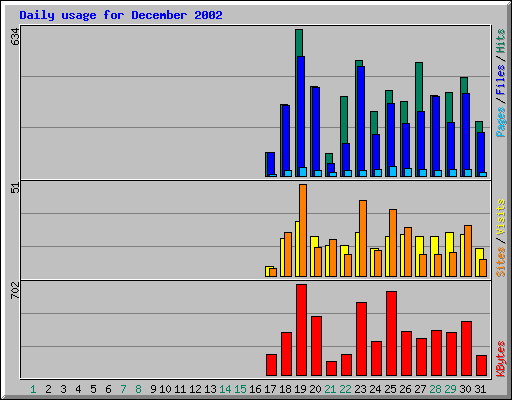 Daily usage for December 2002
634
Pages / Files / Hits
51
Sites / Visits
702
KBytes
1 2 3 4 5 6 7 8 9 10 11 12 13 14 15 16 17 18 19 20 21 22 23 24 25 26 27 28 29 30 31